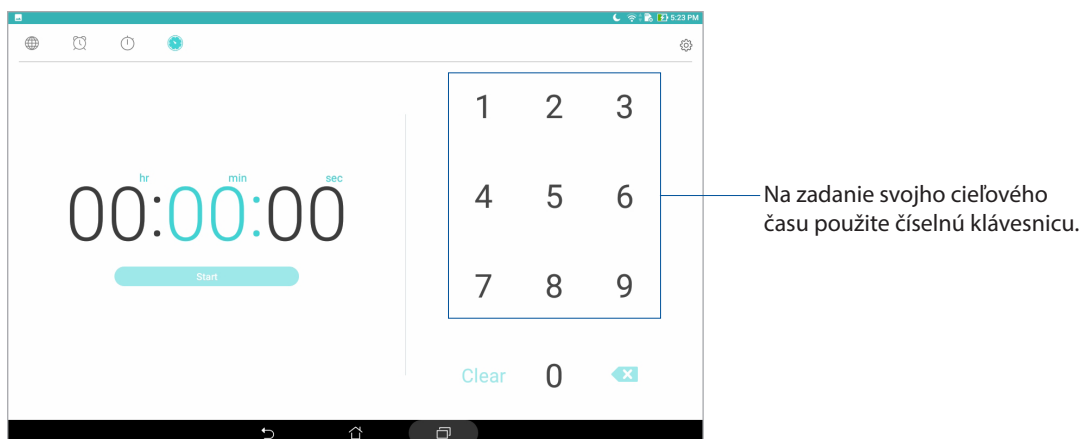 5:23 PM
hr min sec
00:00:00
Start
1 2 3
4 5 6
7 8 9
Clear 0
Na zadanie svojho cieľového
času použite číselnú klávesnicu.